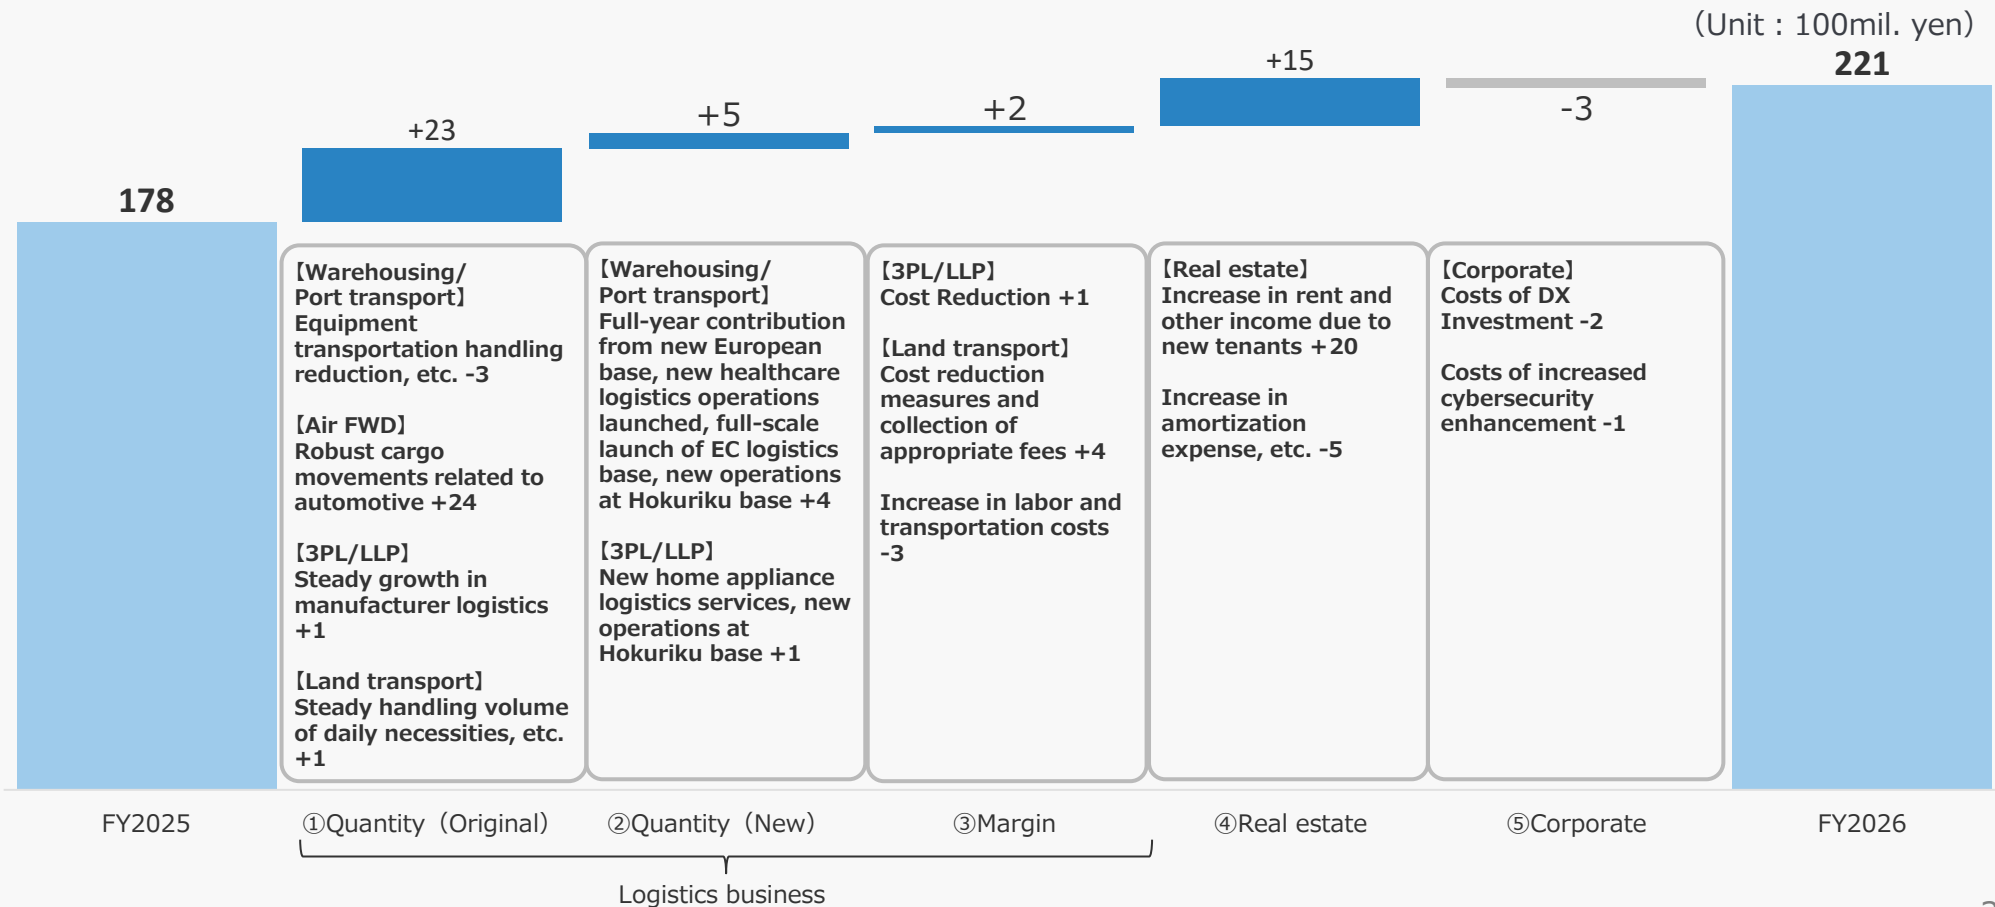 (Unit : 100mil. yen)
178
+23
+5
+2
+15
-3
221
【Warehousing/
Port transport】
Equipment
transportation handling
reduction, etc. -3
【Air FWD】
Robust cargo
movements related to
automotive +24
【3PL/LLP】
Steady growth in
manufacturer logistics
+1
【Land transport】
Steady handling volume
of daily necessities, etc.
+1
【Warehousing/
Port transport】
Full-year contribution
from new European
base, new healthcare
logistics operations
launched, full-scale
launch of EC logistics
base, new operations
at Hokuriku base +4
【3PL/LLP】
New home appliance
logistics services, new
operations at
Hokuriku base +1
【3PL/LLP】
Cost Reduction +1
【Land transport】
Cost reduction
measures and
collection of
appropriate fees +4
Increase in labor and
transportation costs
-3
【Real estate】
Increase in rent and
other income due to
new tenants +20
Increase in
amortization
expense, etc. -5
【Corporate】
Costs of DX
Investment -2
Costs of increased
cybersecurity
enhancement -1
FY2025
①Quantity（Original）
②Quantity（New）
③Margin
④Real estate
⑤Corporate
FY2026
Logistics business